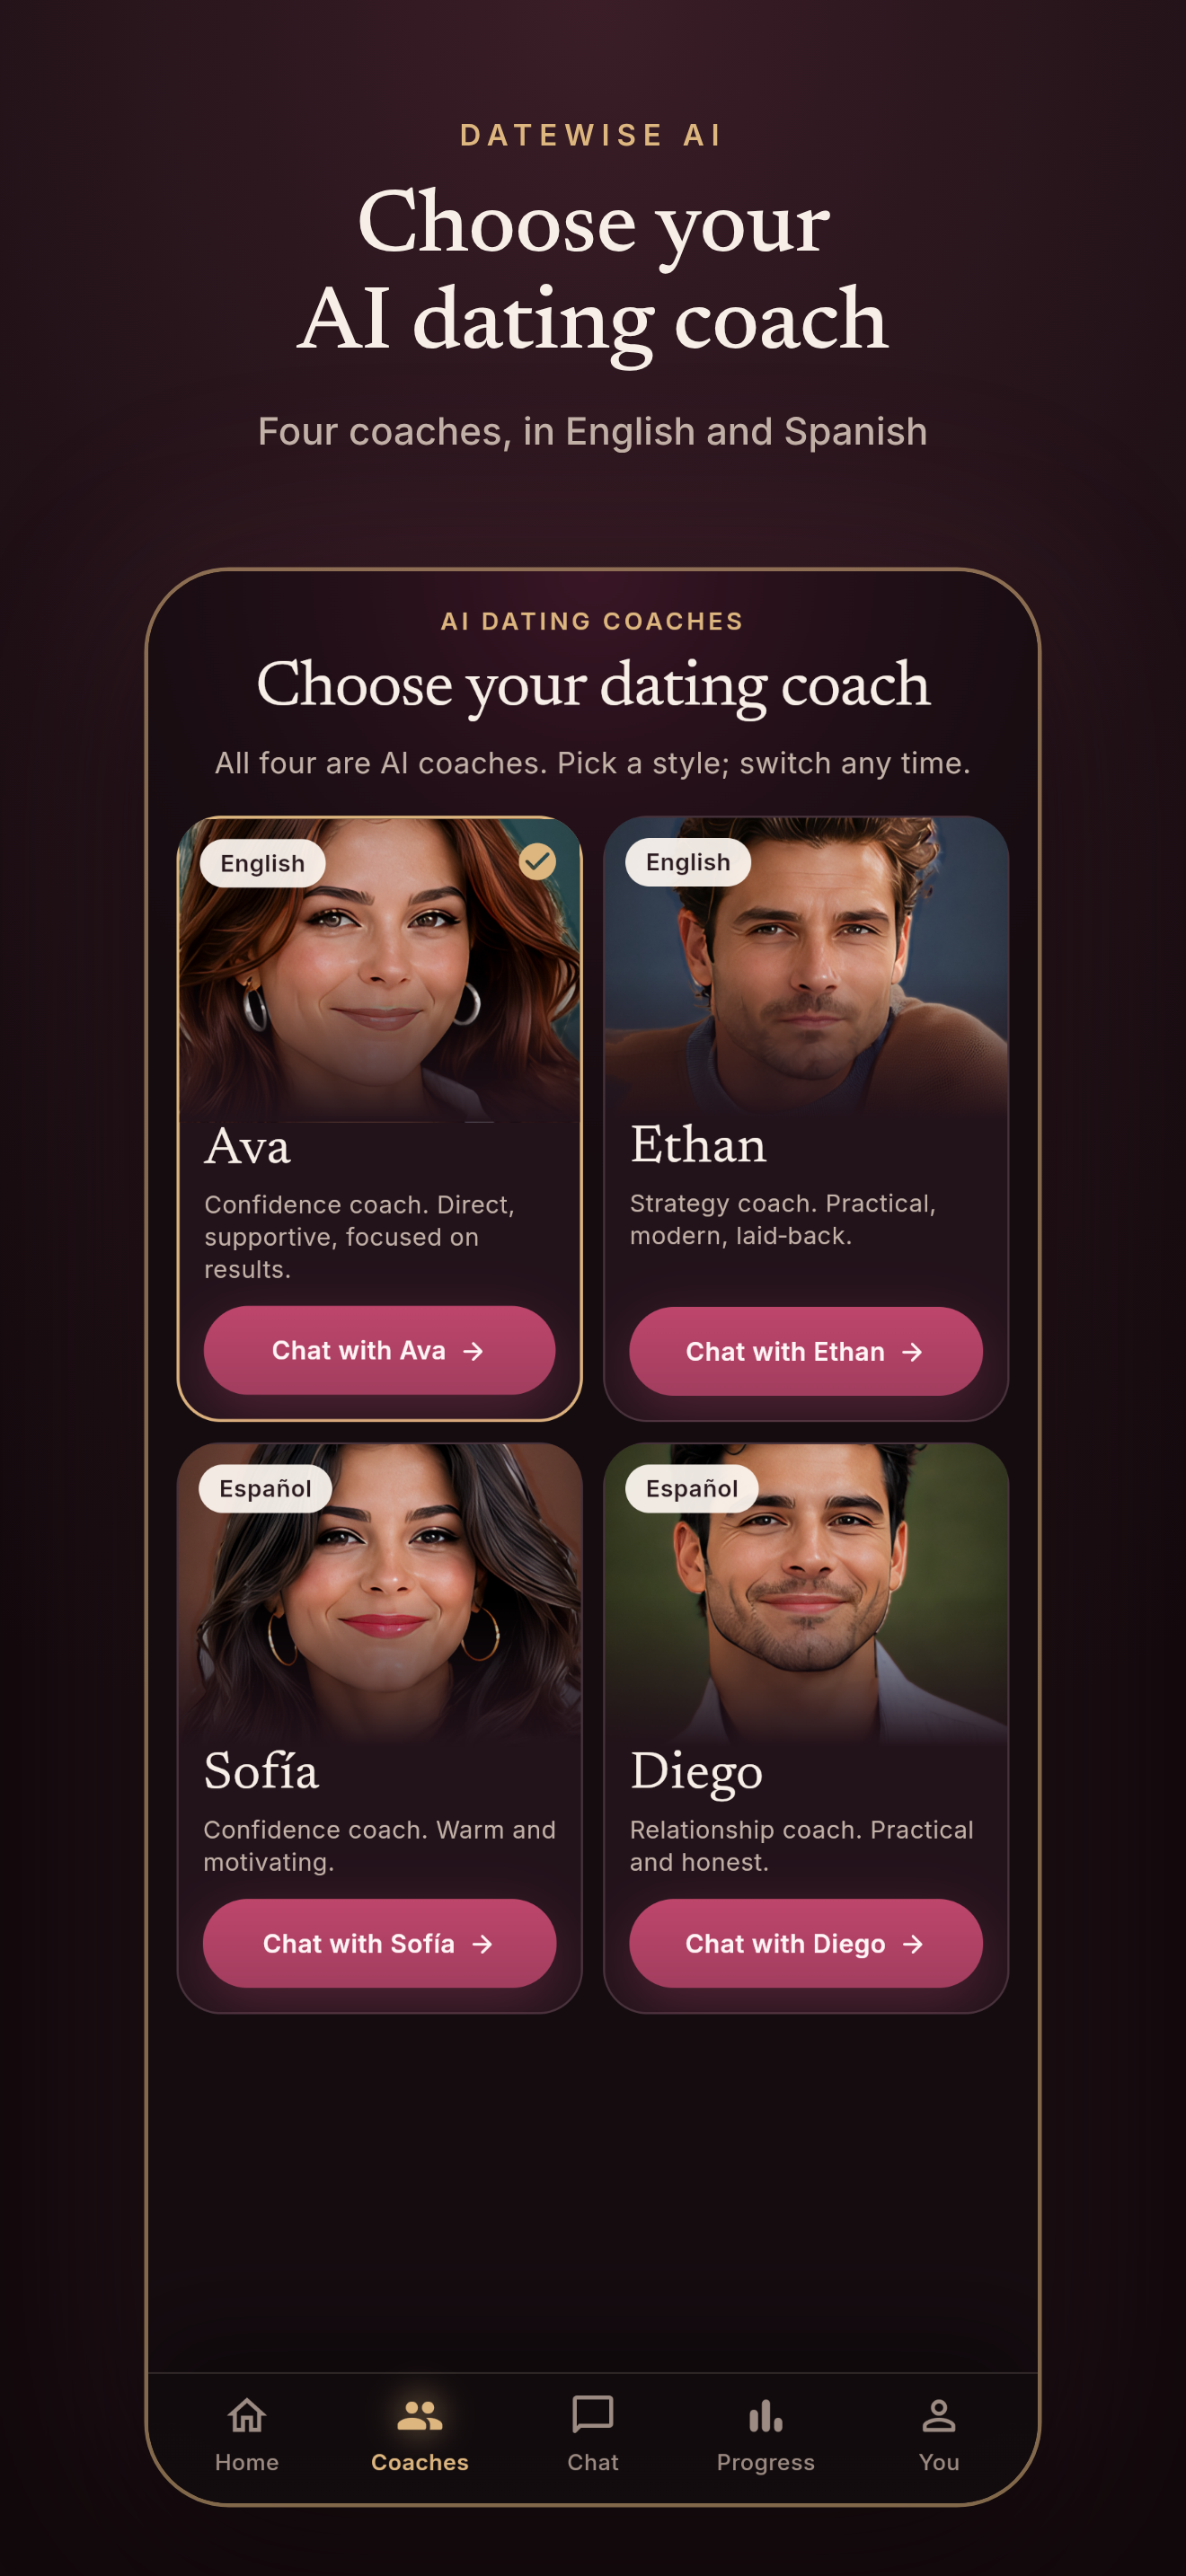 DATEWISE AI
Choose your
AI dating coach
Four coaches, in English and Spanish
AI DATING COACHES
Choose your dating coach
All four are AI coaches. Pick a style; switch any time.
English
Ava
Confidence coach. Direct,
supportive, focused on
results.
Chat with Ava →
English
Ethan
Strategy coach. Practical,
modern, laid-back.
Chat with Ethan →
Español
Sofía
Confidence coach. Warm and
motivating.
Chat with Sofía →
Español
Diego
Relationship coach. Practical
and honest.
Chat with Diego →
Home
Coaches
Chat
Progress
You